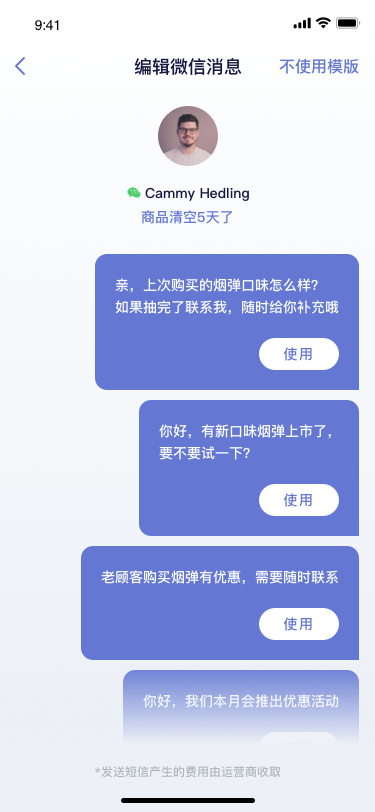 9:41
编辑微信消息
不使用模版
Cammy Hedling
商品清空5天了
亲，上次购买的烟弹口味怎么样?
如果抽完了联系我，随时给你补充哦
使用
你好，有新口味烟弹上市了，
要不要试一下?
使用
老顾客购买烟弹有优惠，需要随时联系
使用
你好，我们本月会推出优惠活动
*发送短信产生的费用由运营商收取